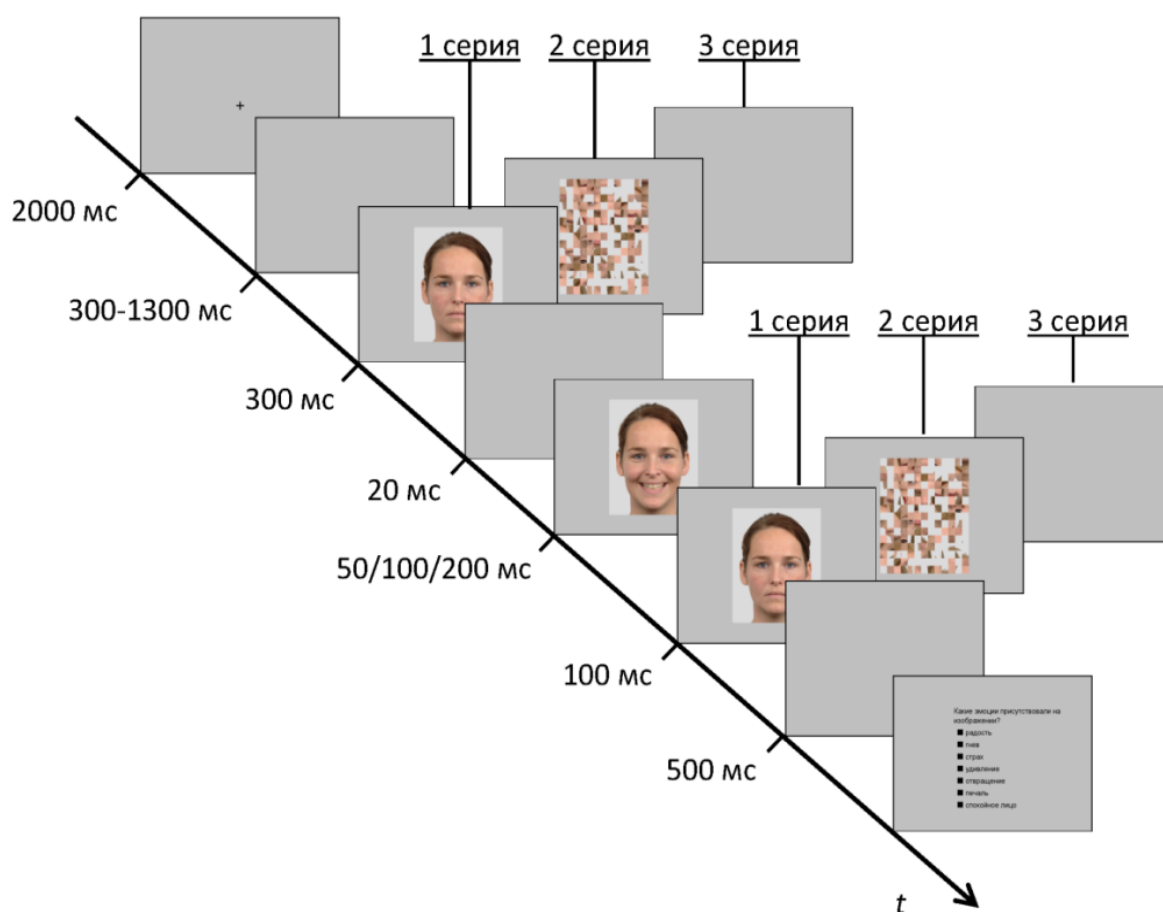 1 серия
2 серия
3 серия
+
2000 мс
300-1300 мс
300 мс
20 мс
50/100/200 мс
1 серия
2 серия
3 серия
100 мс
500 мс
Какие эмоции присутствовали на
изображении?
радость
гнев
страх
удивление
отвращение
печаль
спокойное лицо
t